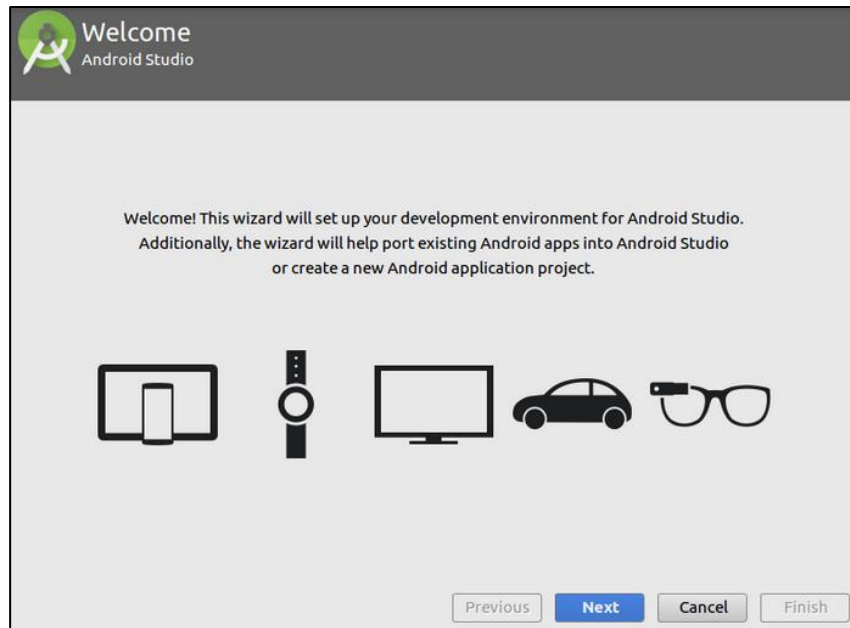 Welcome
Android Studio
Welcome! This wizard will set up your development environment for Android Studio.
Additionally, the wizard will help port existing Android apps into Android Studio
or create a new Android application project.
Previous
Next
Cancel
Finish